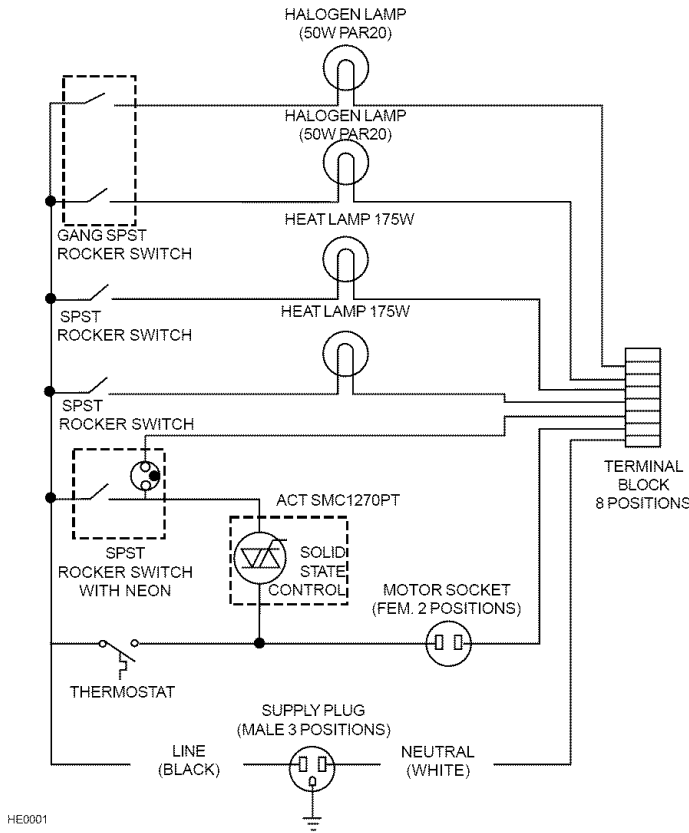 HALOGEN LAMP
(50W PAR20)
HALOGEN LAMP
(50W PAR20)
HEAT LAMP 175W
GANG SPST
ROCKER SWITCH
HEAT LAMP 175W
SPST
ROCKER SWITCH
SPST
ROCKER SWITCH
TERMINAL
BLOCK
8 POSITIONS
ACT SMC1270PT
SOLID
STATE
CONTROL
SPST
ROCKER SWITCH
WITH NEON
MOTOR SOCKET
(FEM. 2 POSITIONS)
THERMOSTAT
SUPPLY PLUG
(MALE 3 POSITIONS)
LINE
(BLACK)
NEUTRAL
(WHITE)
HE0001